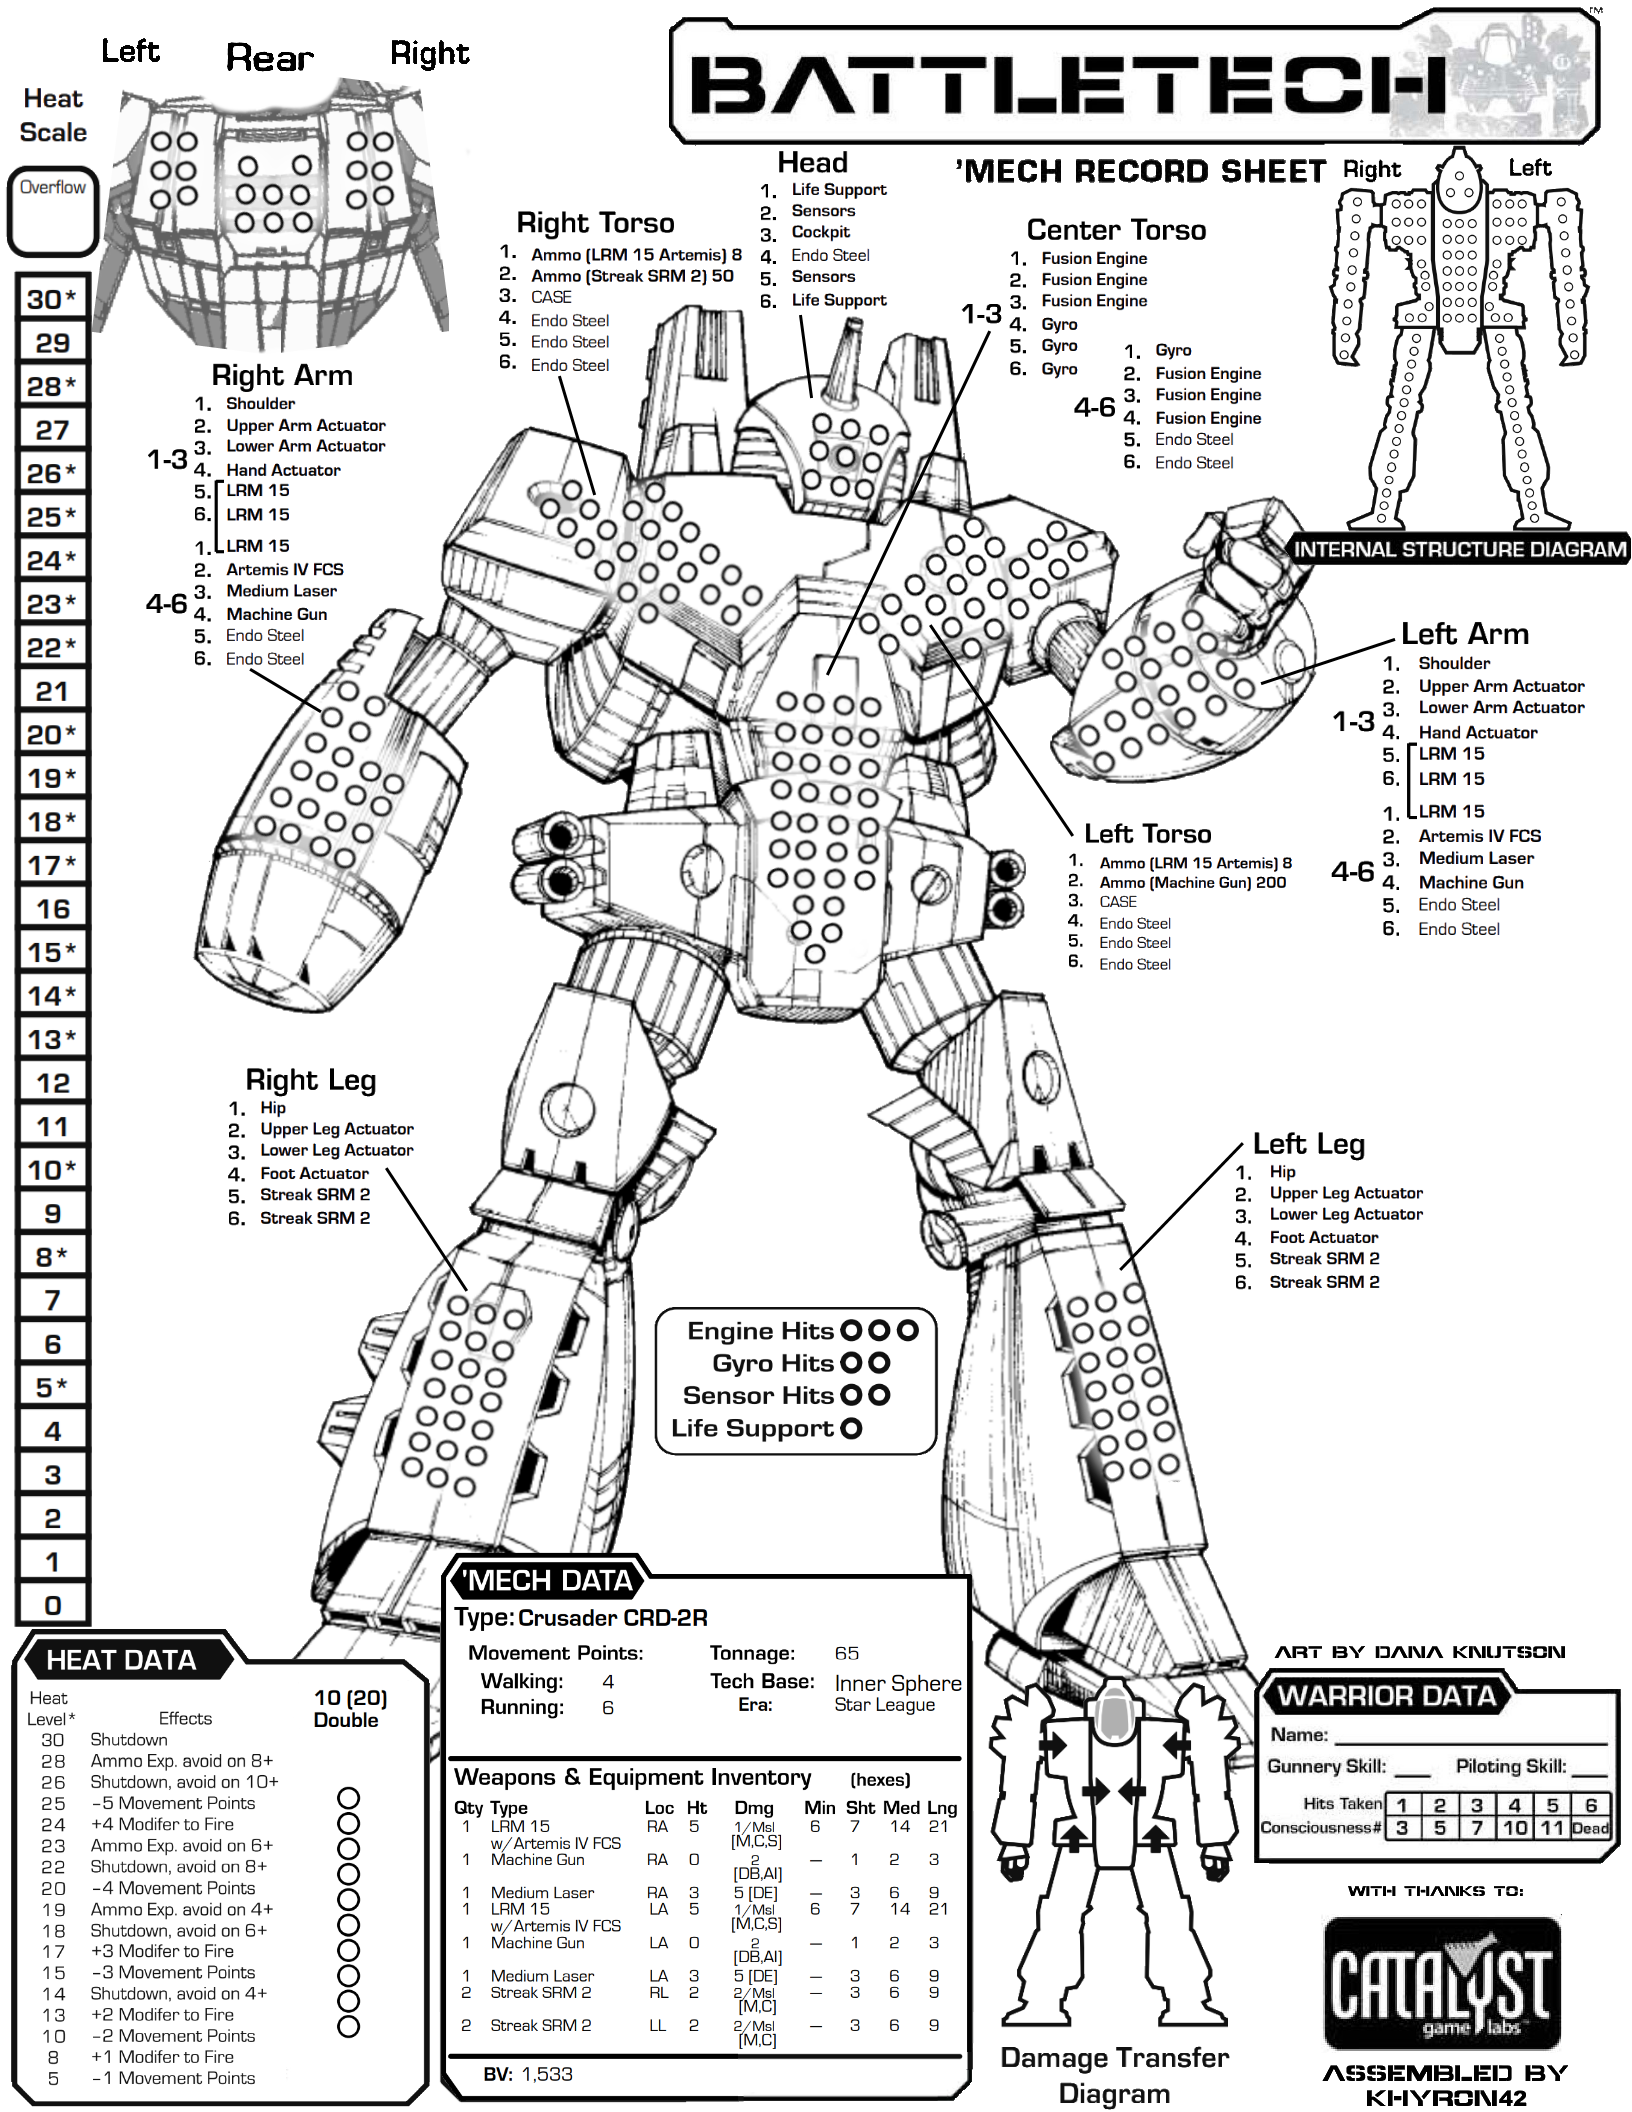 BATTLETECH™
'MECH RECORD SHEET
Left Rear Right
Heat
Scale
Overflow
30*
29
28*
27
26*
25*
24*
23*
22*
21
20*
19*
18*
17*
16
15*
14*
13*
12
11
10*
9
8*
7
6
5*
4
3
2
1
0
Head
1. Life Support
2. Sensors
3. Cockpit
4. Endo Steel
5. Sensors
6. Life Support
Right Torso
1. Ammo (LRM 15 Artemis) 8
2. Ammo (Streak SRM 2) 50
3. CASE
4. Endo Steel
5. Endo Steel
6. Endo Steel
Center Torso
1-3
1. Fusion Engine
2. Fusion Engine
3. Fusion Engine
4. Gyro
5. Gyro
6. Gyro
4-6
1. Gyro
2. Fusion Engine
3. Fusion Engine
4. Fusion Engine
5. Endo Steel
6. Endo Steel
Right Left
INTERNAL STRUCTURE DIAGRAM
Right Arm
1-3
1. Shoulder
2. Upper Arm Actuator
3. Lower Arm Actuator
4. Hand Actuator
5. LRM 15
6. LRM 15
4-6
1. LRM 15
2. Artemis IV FCS
3. Medium Laser
4. Machine Gun
5. Endo Steel
6. Endo Steel
Left Arm
1-3
1. Shoulder
2. Upper Arm Actuator
3. Lower Arm Actuator
4. Hand Actuator
5. LRM 15
6. LRM 15
4-6
1. LRM 15
2. Artemis IV FCS
3. Medium Laser
4. Machine Gun
5. Endo Steel
6. Endo Steel
Left Torso
1. Ammo (LRM 15 Artemis) 8
2. Ammo (Machine Gun) 200
3. CASE
4. Endo Steel
5. Endo Steel
6. Endo Steel
Right Leg
1. Hip
2. Upper Leg Actuator
3. Lower Leg Actuator
4. Foot Actuator
5. Streak SRM 2
6. Streak SRM 2
Left Leg
1. Hip
2. Upper Leg Actuator
3. Lower Leg Actuator
4. Foot Actuator
5. Streak SRM 2
6. Streak SRM 2
Engine Hits
Gyro Hits
Sensor Hits
Life Support
HEAT DATA
Heat Level* Effects 10 (20) Double
30 Shutdown
28 Ammo Exp. avoid on 8+
26 Shutdown, avoid on 10+
25 -5 Movement Points
24 +4 Modifer to Fire
23 Ammo Exp. avoid on 6+
22 Shutdown, avoid on 8+
20 -4 Movement Points
19 Ammo Exp. avoid on 4+
18 Shutdown, avoid on 6+
17 +3 Modifer to Fire
15 -3 Movement Points
14 Shutdown, avoid on 4+
13 +2 Modifer to Fire
10 -2 Movement Points
8 +1 Modifer to Fire
5 -1 Movement Points
'MECH DATA
Type: Crusader CRD-2R
Movement Points: Tonnage: 65
Walking: 4 Tech Base: Inner Sphere
Running: 6 Era: Star League
Weapons & Equipment Inventory (hexes)
Qty Type Loc Ht Dmg Min Sht Med Lng
1 LRM 15 RA 5 1/Msl 6 7 14 21
w/Artemis IV FCS [M,C,S]
1 Machine Gun RA 0 2 — 1 2 3
[DB,AI]
1 Medium Laser RA 3 5 [DE] — 3 6 9
1 LRM 15 LA 5 1/Msl 6 7 14 21
w/Artemis IV FCS [M,C,S]
1 Machine Gun LA 0 2 — 1 2 3
[DB,AI]
1 Medium Laser LA 3 5 [DE] — 3 6 9
2 Streak SRM 2 RL 2 2/Msl — 3 6 9
[M,C]
2 Streak SRM 2 LL 2 2/Msl — 3 6 9
[M,C]
BV: 1,533
Damage Transfer
Diagram
ART BY DANA KNUTSON
WARRIOR DATA
Name:
Gunnery Skill: Piloting Skill:
Hits Taken 1 2 3 4 5 6
Consciousness# 3 5 7 10 11 Dead
WITH THANKS TO:
CATALYST
game labs™
ASSEMBLED BY
KHYRON42